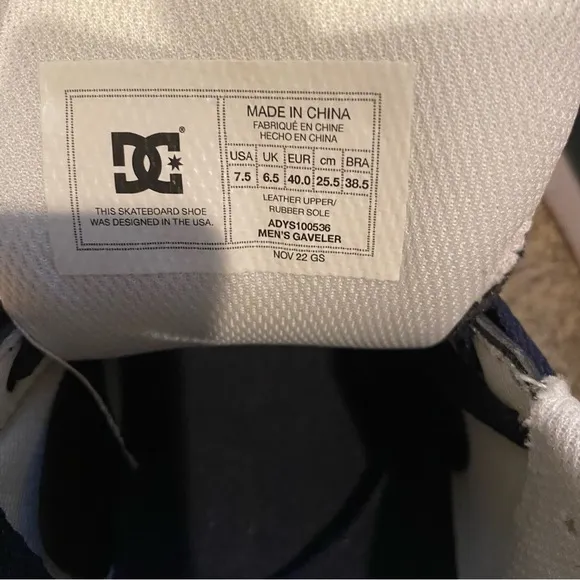 DC®
THIS SKATEBOARD SHOE
WAS DESIGNED IN THE USA.
MADE IN CHINA
FABRIQUÉ EN CHINE
HECHO EN CHINA
USA UK EUR cm BRA
7.5 6.5 40.0 25.5 38.5
LEATHER UPPER/
RUBBER SOLE
ADYS100536
MEN'S GAVELER
NOV 22 GS